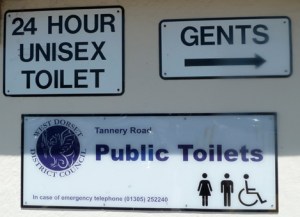 24 HOUR
UNISEX
TOILET
GENTS
WEST DORSET
DISTRICT COUNCIL
Tannery Road
Public Toilets
In case of emergency telephone (01305) 252240